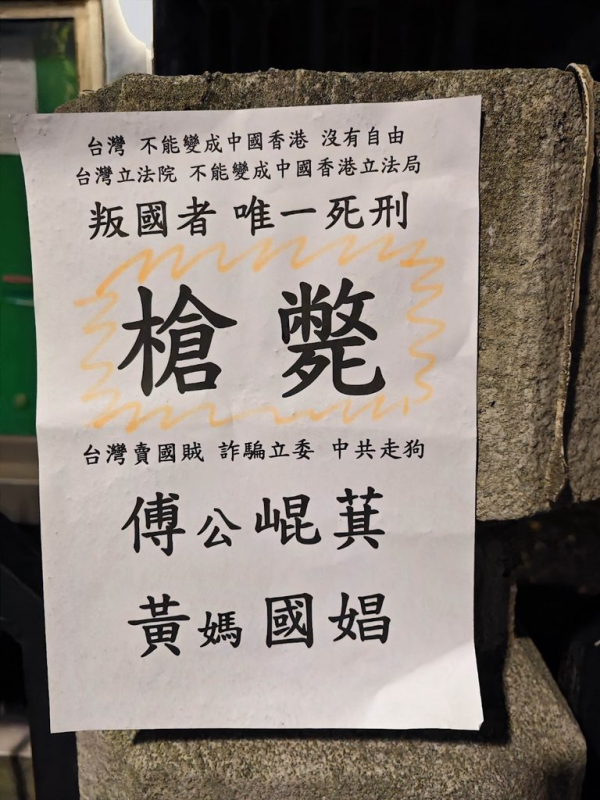 台灣 不能變成中國香港 沒有自由
台灣立法院 不能變成中國香港立法局
叛國者 唯一死刑
槍斃
台灣賣國賊 詐騙立委 中共走狗
傅公崐萁
黃媽國娼